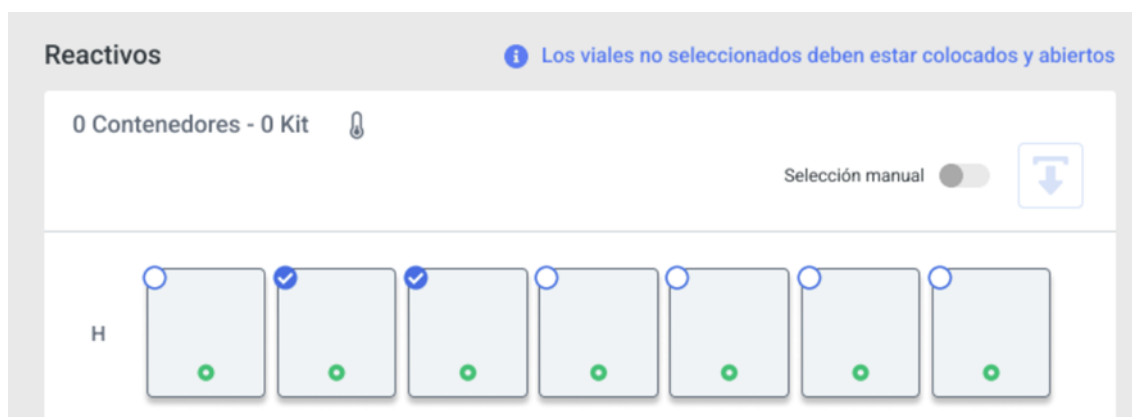 Reactivos
Los viales no seleccionados deben estar colocados y abiertos
0 Contenedores - 0 Kit
Selección manual
H